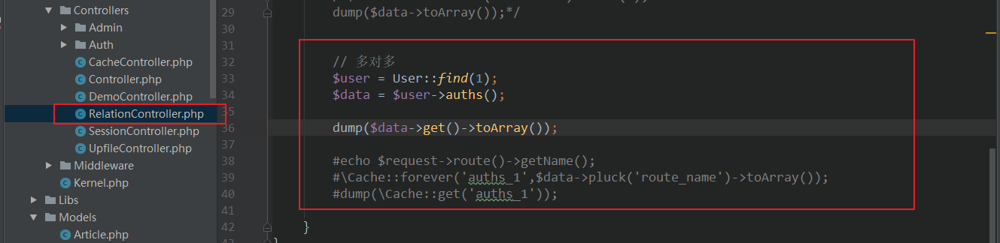 Controllers
Admin
Auth
CacheController.php
Controller.php
DemoController.php
RelationController.php
SessionController.php
UpfileController.php
Middleware
Kernel.php
Libs
Models
Article.php
29 dump($data->toArray());*/
30
31
32 // 多对多
33 $user = User::find(1);
34 $data = $user->auths();
35
36 dump($data->get()->toArray());
37
38 #echo $request->route()->getName();
39 #\Cache::forever('auths_1',$data->pluck('route_name')->toArray());
40 #dump(\Cache::get('auths_1'));
41
42 }